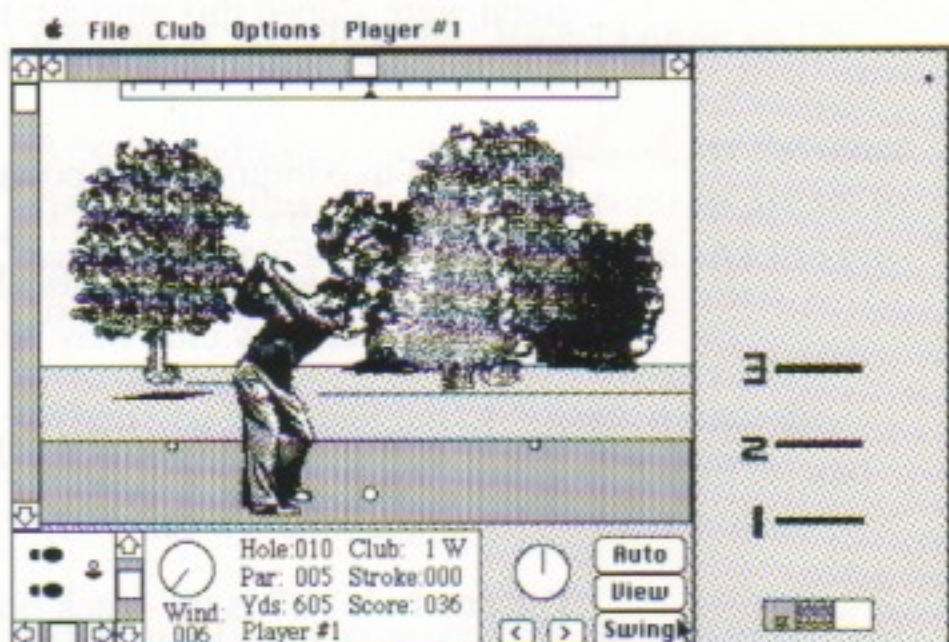 File Club Options Player #1
Hole:010 Club: 1 W
Par: 005 Stroke:000
Yds: 605 Score: 036
Player #1
Wind:
006
Auto
View
Swing
< >
3
2
1